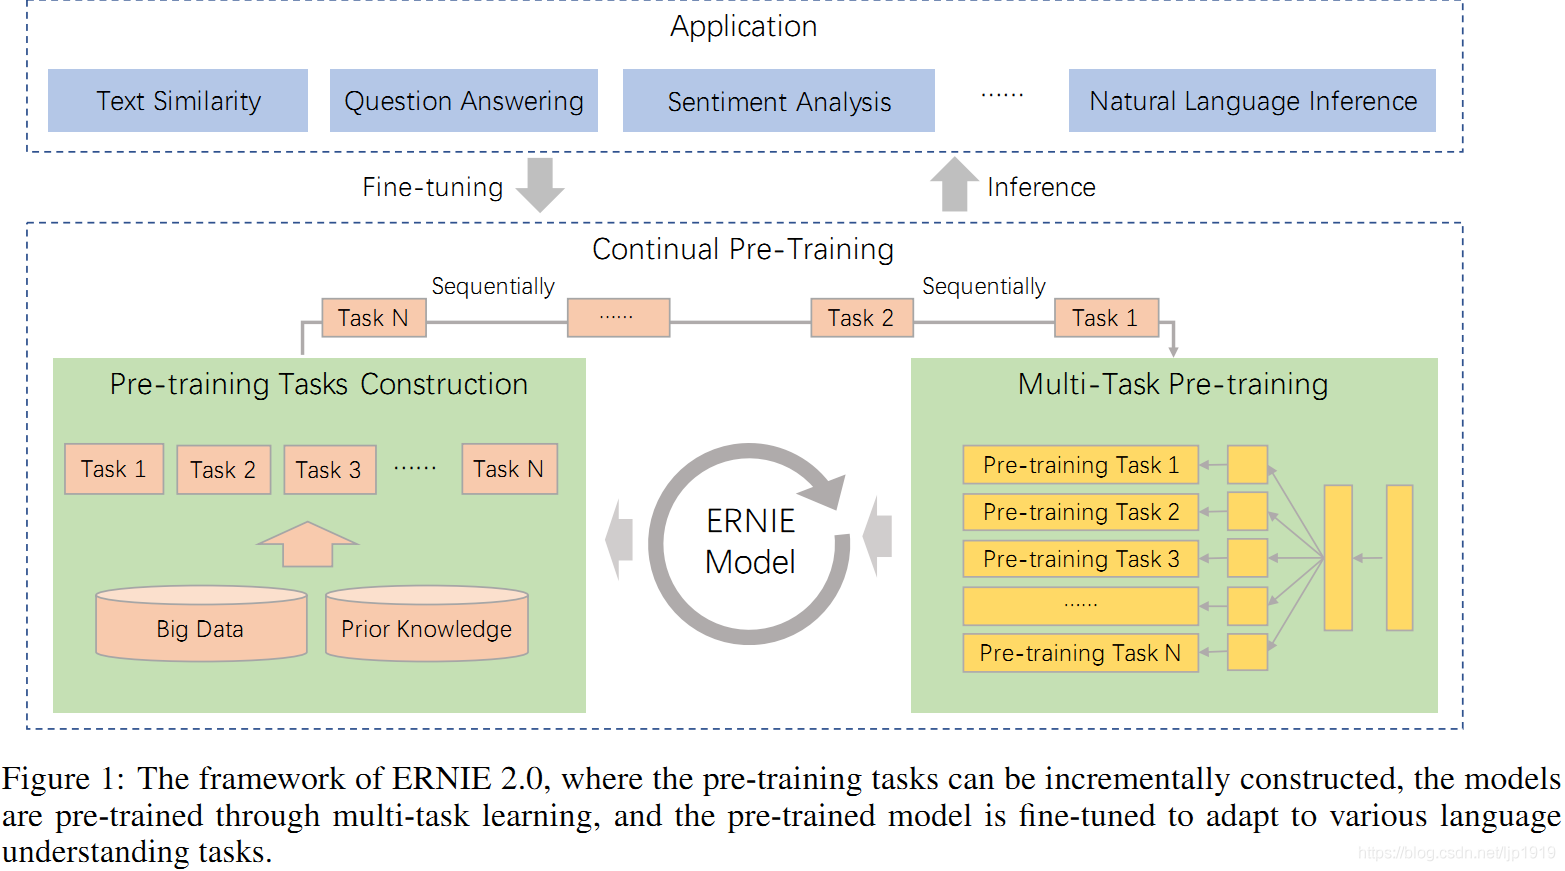 Application
Text Similarity
Question Answering
Sentiment Analysis
......
Natural Language Inference
Fine-tuning
Inference
Continual Pre-Training
Sequentially
Sequentially
Task N
......
Task 2
Task 1
Pre-training Tasks Construction
Task 1
Task 2
Task 3
......
Task N
Big Data
Prior Knowledge
ERNIE
Model
Multi-Task Pre-training
Pre-training Task 1
Pre-training Task 2
Pre-training Task 3
......
Pre-training Task N
Figure 1: The framework of ERNIE 2.0, where the pre-training tasks can be incrementally constructed, the models
are pre-trained through multi-task learning, and the pre-trained model is fine-tuned to adapt to various language
understanding tasks.
https://blog.csdn.net/ljp1919